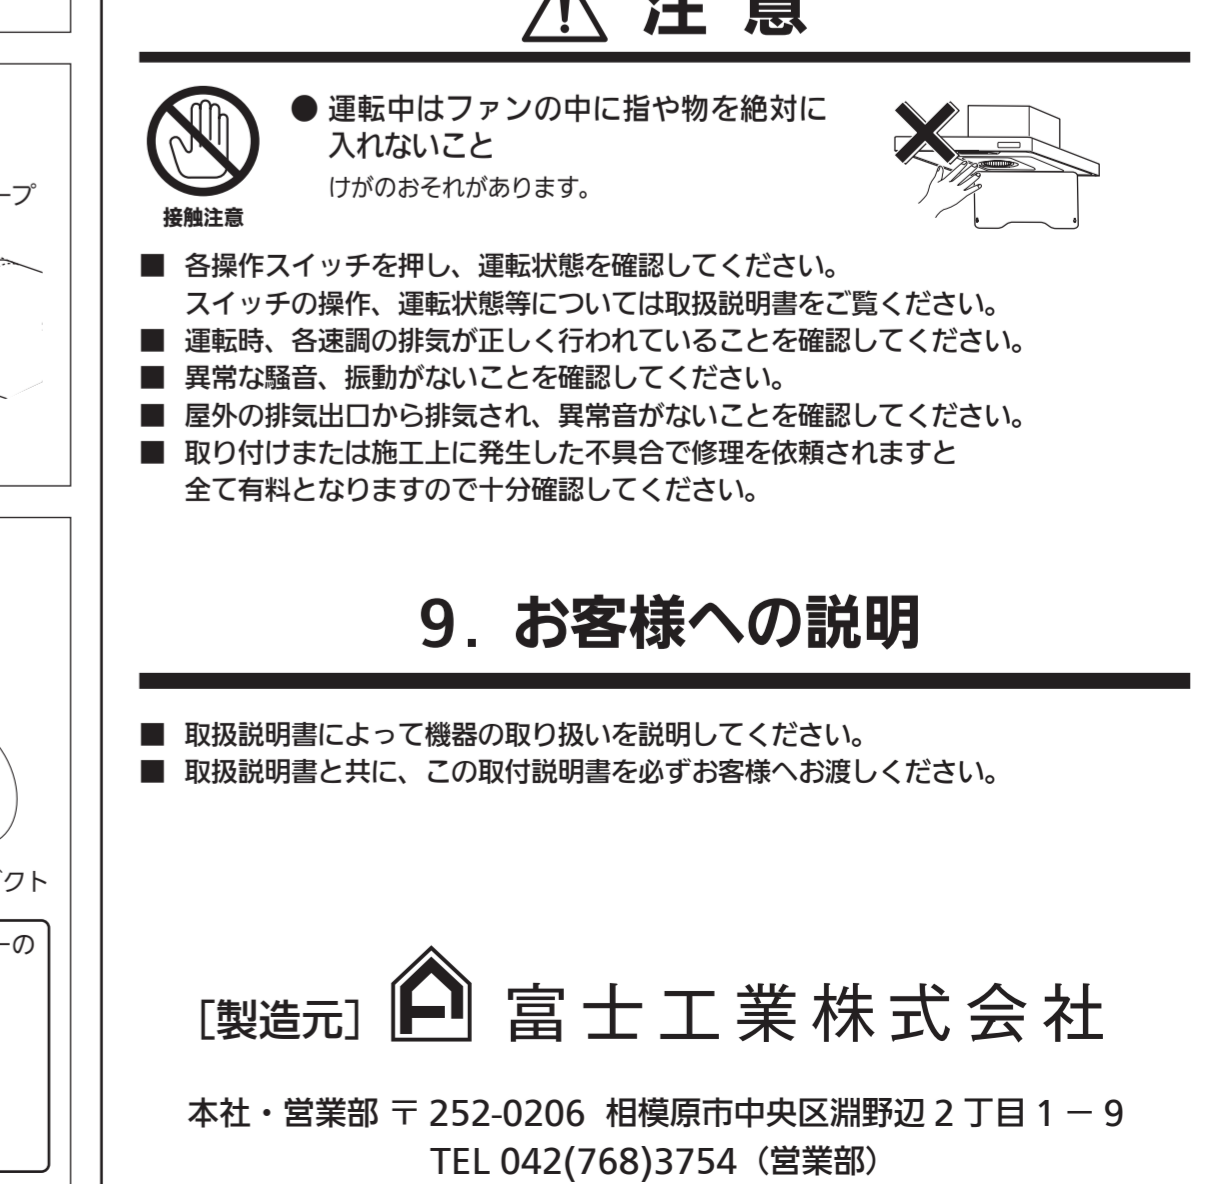 注 意
● 運転中はファンの中に指や物を絶対に
入れないこと
けがのおそれがあります。
接触注意
■ 各操作スイッチを押し、運転状態を確認してください。
スイッチの操作、運転状態等については取扱説明書をご覧ください。
■ 運転時、各速調の排気が正しく行われていることを確認してください。
■ 異常な騒音、振動がないことを確認してください。
■ 屋外の排気出口から排気され、異常音がないことを確認してください。
■ 取り付けまたは施工上に発生した不具合で修理を依頼されますと
全て有料となりますので十分確認してください。
9. お客様への説明
■ 取扱説明書によって機器の取り扱いを説明してください。
■ 取扱説明書と共に、この取付説明書を必ずお客様へお渡しください。
[製造元] 富士工業株式会社
本社・営業部 〒 252-0206 相模原市中央区淵野辺 2 丁目 1 − 9
TEL 042(768)3754（営業部）
ープ
クト
ーの